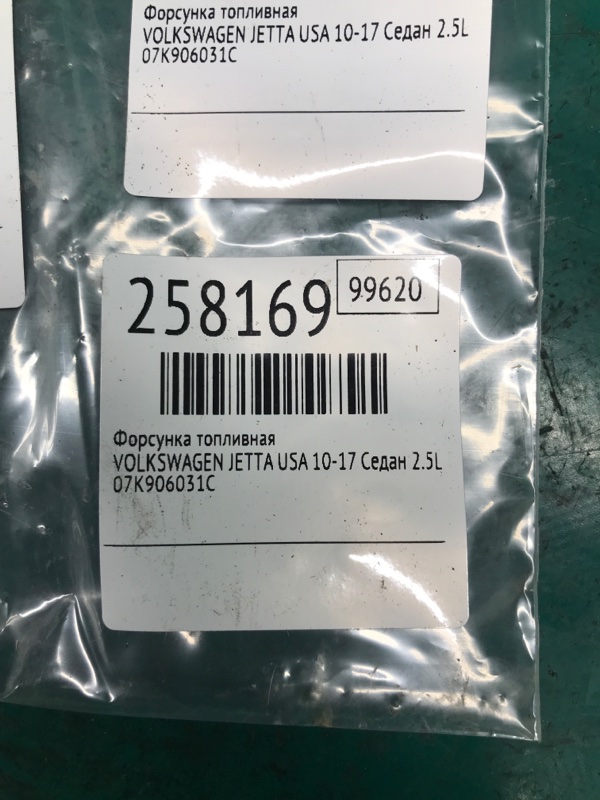 Форсунка топливная
VOLKSWAGEN JETTA USA 10-17 Седан 2.5L
07K906031C
258169
99620
Форсунка топливная
VOLKSWAGEN JETTA USA 10-17 Седан 2.5L
07K906031C